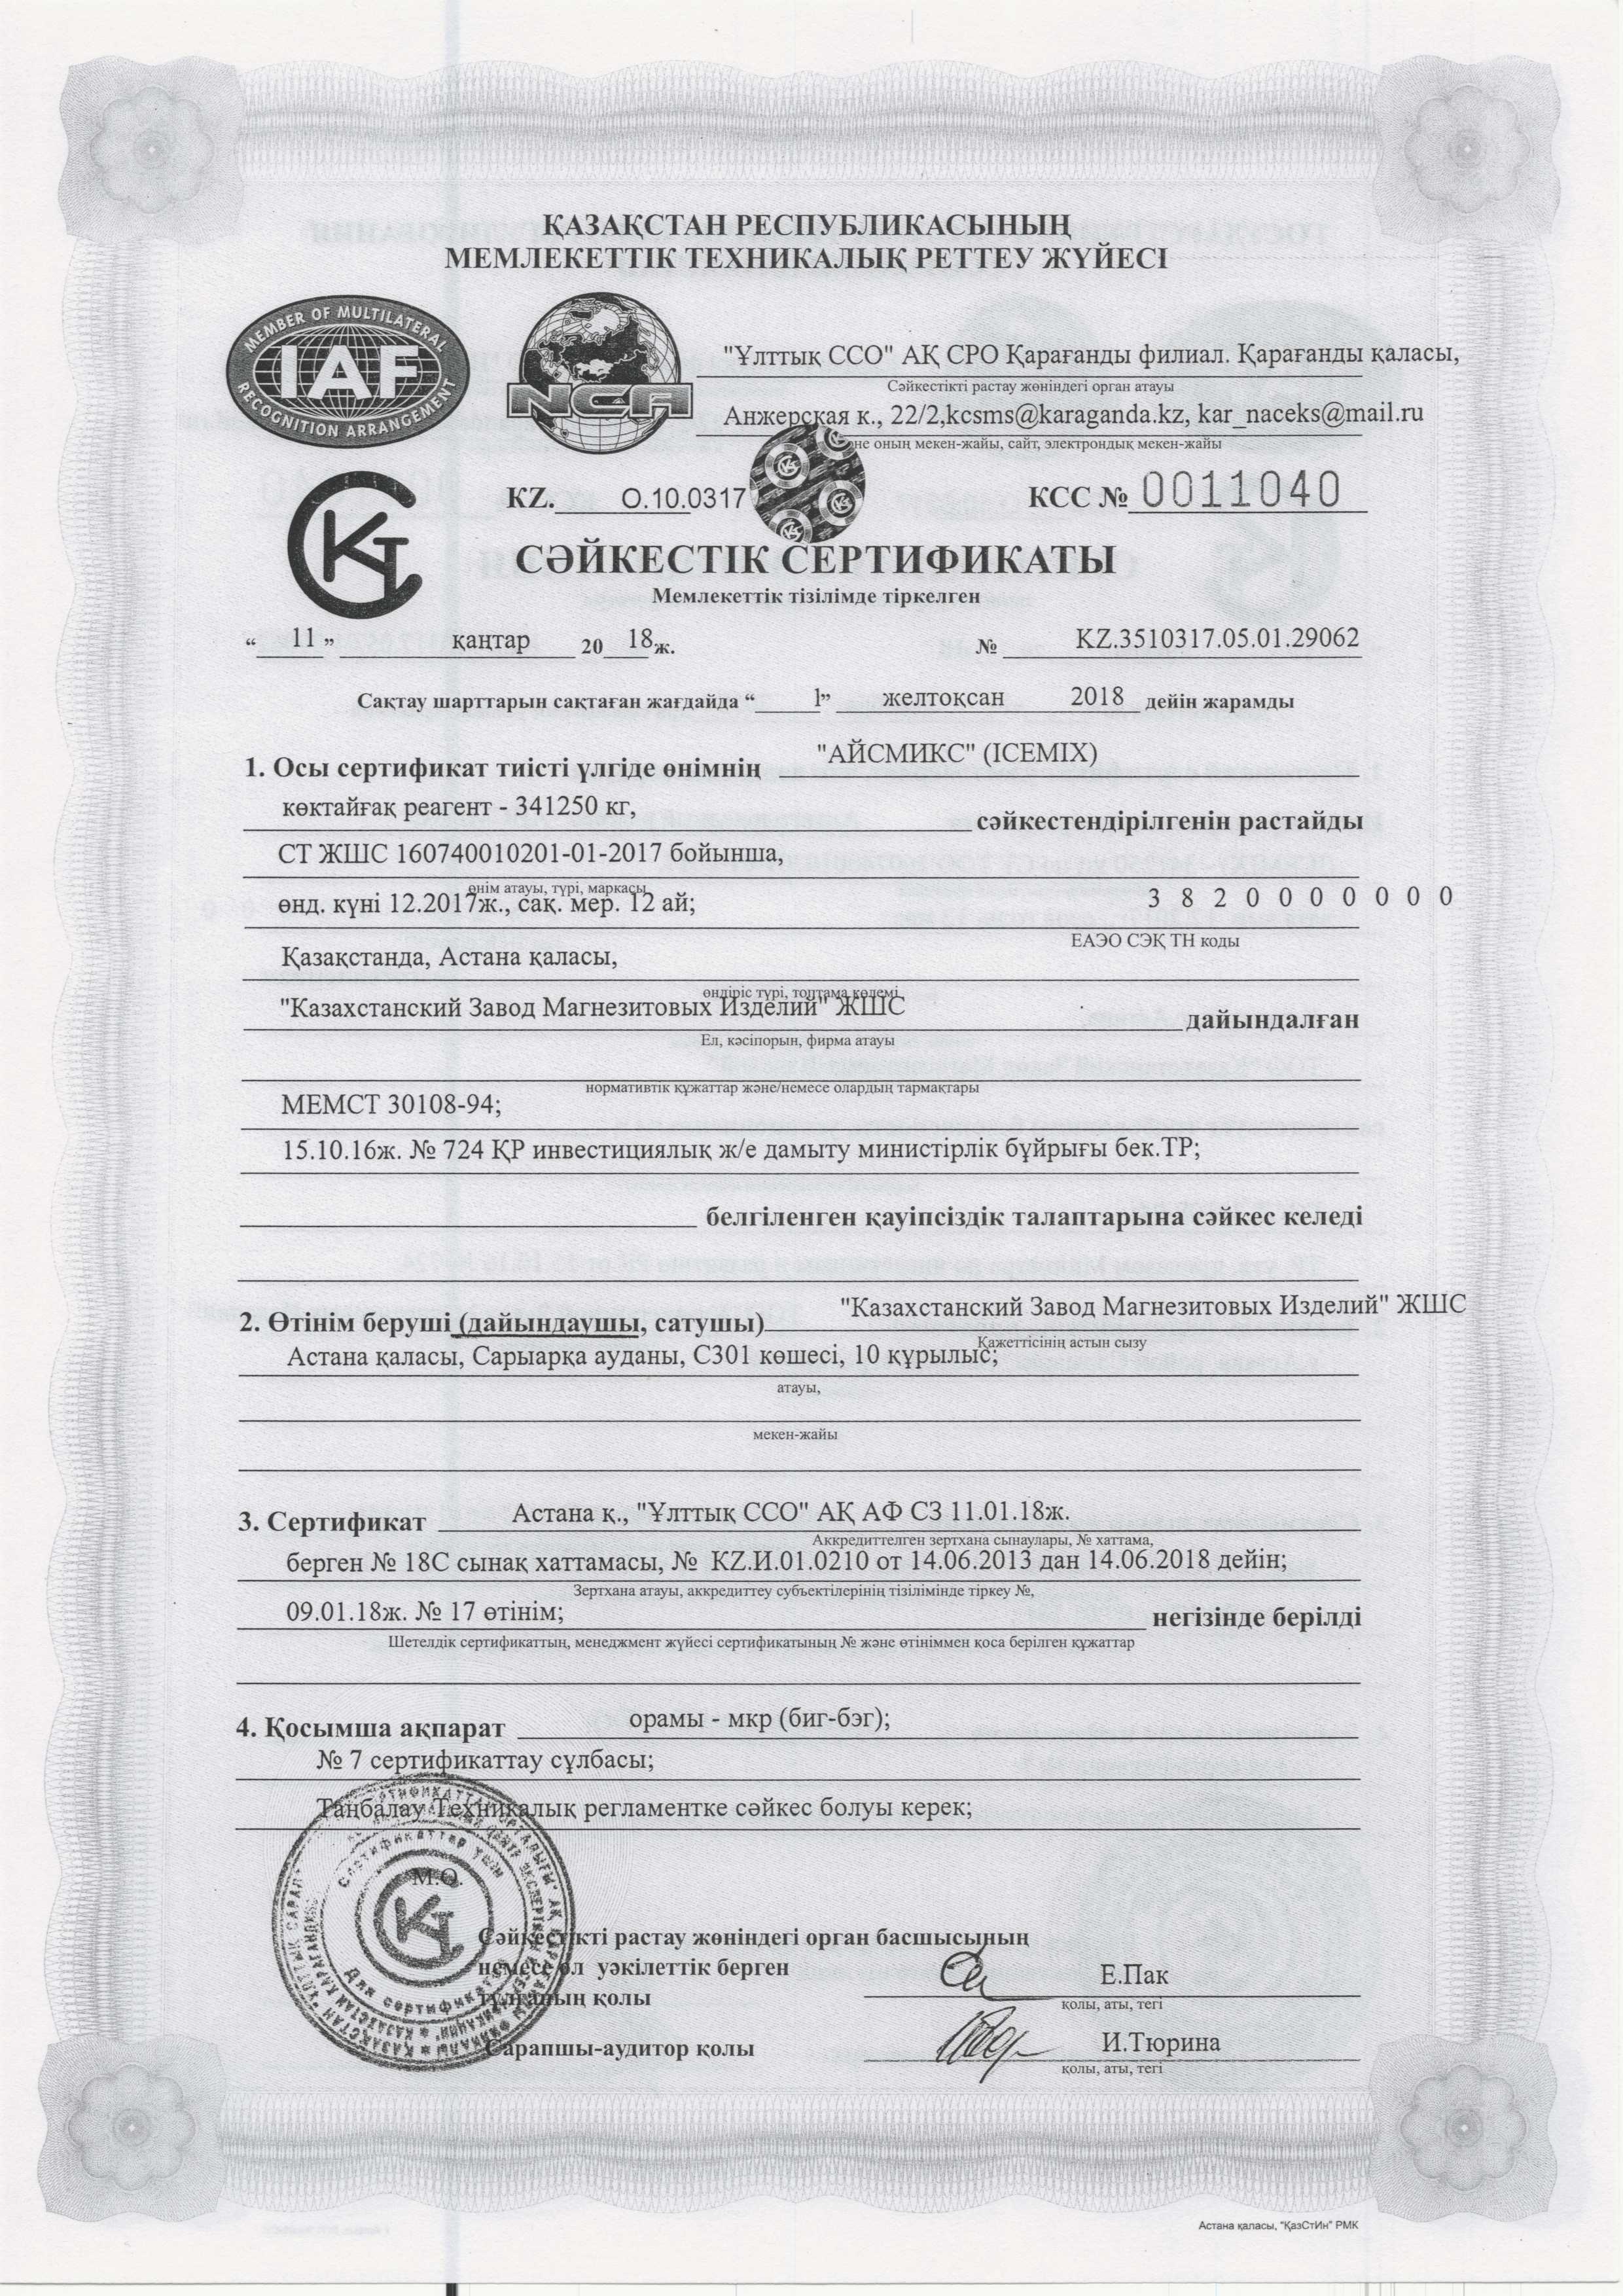 ҚАЗАҚСТАН РЕСПУБЛИКАСЫНЫҢ
МЕМЛЕКЕТТІК ТЕХНИКАЛЫҚ РЕТТЕУ ЖҮЙЕСІ
MEMBER OF MULTILATERAL
IAF
RECOGNITION ARRANGEMENT
NCA
"Ұлттық ССО" АҚ СРО Қарағанды филиал. Қарағанды қаласы,
Сәйкестікті растау жөніндегі орган атауы
Анжерская к., 22/2,kcsms@karaganda.kz, kar_naceks@mail.ru
не оның мекен-жайы, сайт, электрондық мекен-жайы
KZ. О.10.0317
КСС № 0011040
СӘЙКЕСТІК СЕРТИФИКАТЫ
Мемлекеттік тізілімде тіркелген
“ 11 ” қаңтар 20 18 ж. № KZ.3510317.05.01.29062
Сақтау шарттарын сақтаған жағдайда “ 1” желтоқсан 2018 дейін жарамды
1. Осы сертификат тиісті үлгіде өнімнің "АЙСМИКС" (ICEMIX)
көктайғақ реагент - 341250 кг, сәйкестендірілгенін растайды
СТ ЖШС 160740010201-01-2017 бойынша,
өнім атауы, түрі, маркасы
өнд. күні 12.2017ж., сақ. мер. 12 ай; 3 8 2 0 0 0 0 0 0 0
ЕАЭО СЭҚ ТН коды
Қазақстанда, Астана қаласы,
өндіріс түрі, топтама көлемі
"Казахстанский Завод Магнезитовых Изделий" ЖШС дайындалған
Ел, кәсіпорын, фирма атауы
нормативтік құжаттар және/немесе олардың тармақтары
МЕМСТ 30108-94;
15.10.16ж. № 724 ҚР инвестициялық ж/е дамыту министірлік бұйрығы бек.ТР;
белгіленген қауіпсіздік талаптарына сәйкес келеді
2. Өтінім беруші (дайындаушы, сатушы) "Казахстанский Завод Магнезитовых Изделий" ЖШС
Қажеттісінің астын сызу
Астана қаласы, Сарыарқа ауданы, С301 көшесі, 10 құрылыс;
атауы,
мекен-жайы
3. Сертификат Астана қ., "Ұлттық ССО" АҚ АФ СЗ 11.01.18ж.
Аккредиттелген зертхана сынаулары, № хаттама,
берген № 18С сынақ хаттамасы, № KZ.И.01.0210 от 14.06.2013 дан 14.06.2018 дейін;
Зертхана атауы, аккредиттеу субъектілерінің тізілімінде тіркеу №,
09.01.18ж. № 17 өтінім; негізінде берілді
Шетелдік сертификаттың, менеджмент жүйесі сертификатының № және өтініммен қоса берілген құжаттар
4. Қосымша ақпарат орамы - мкр (биг-бэг);
№ 7 сертификаттау сұлбасы;
Таңбалау Техникалық регламентке сәйкес болуы керек;
М.О.
Сертификаттар үшін
Для сертификатов
Сәйкестікті растау жөніндегі орган басшысының
немесе ол уәкілеттік берген
тұлғаның қолы Е.Пак
қолы, аты, тегі
Сарапшы-аудитор қолы И.Тюрина
қолы, аты, тегі
Астана қаласы, "ҚазСтИн" РМК